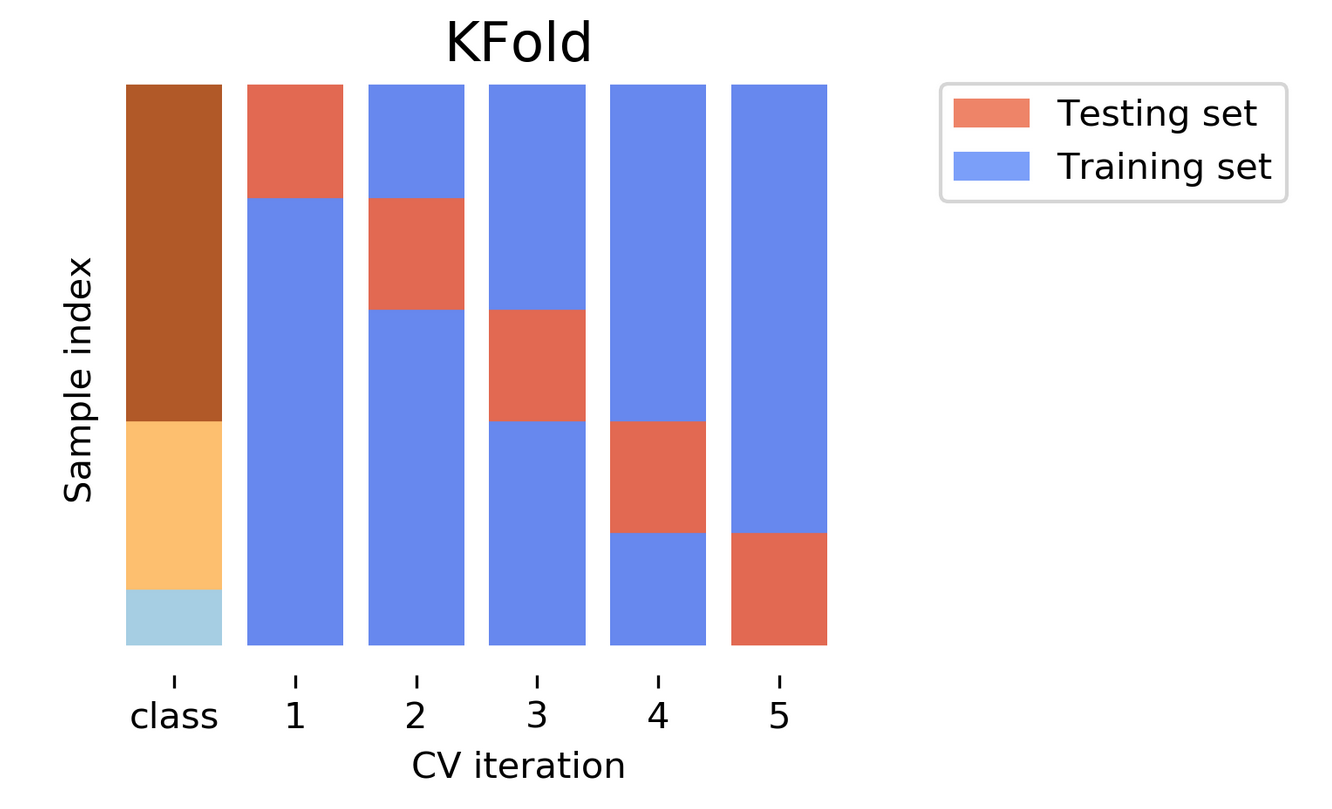 KFold
Testing set
Training set
Sample index
class 1 2 3 4 5
CV iteration